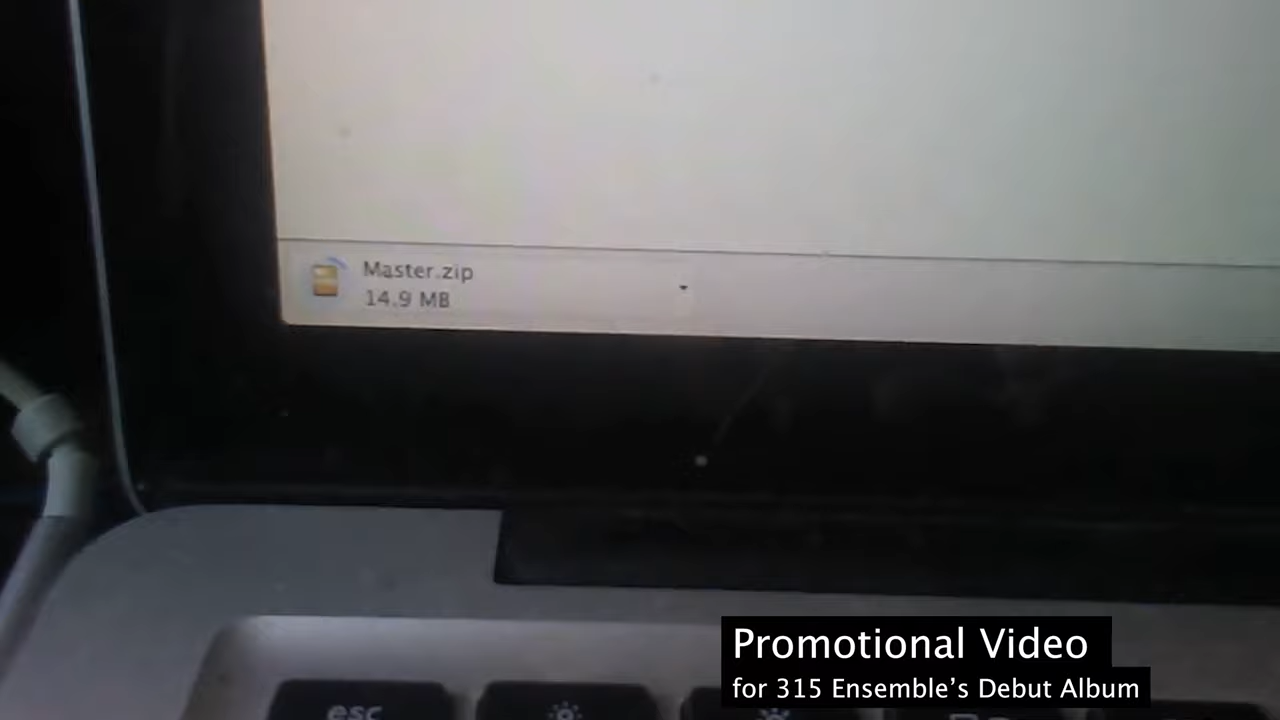 Master.zip
14.9 MB
Promotional Video
for 315 Ensemble's Debut Album
esc